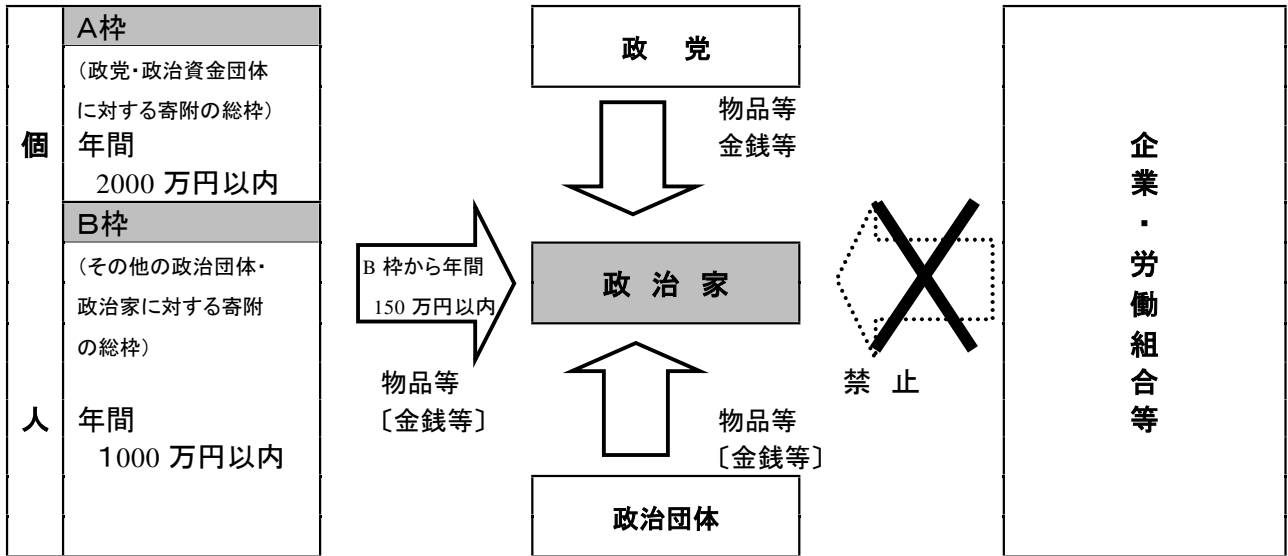 個人
A枠
(政党・政治資金団体
に対する寄附の総枠)
年間
2000 万円以内
B枠
(その他の政治団体・
政治家に対する寄附
の総枠)
年間
1000 万円以内
B 枠から年間
150 万円以内
物品等
〔金銭等〕
政 党
物品等
金銭等
政 治 家
物品等
〔金銭等〕
政治団体
禁 止
企業・労働組合等